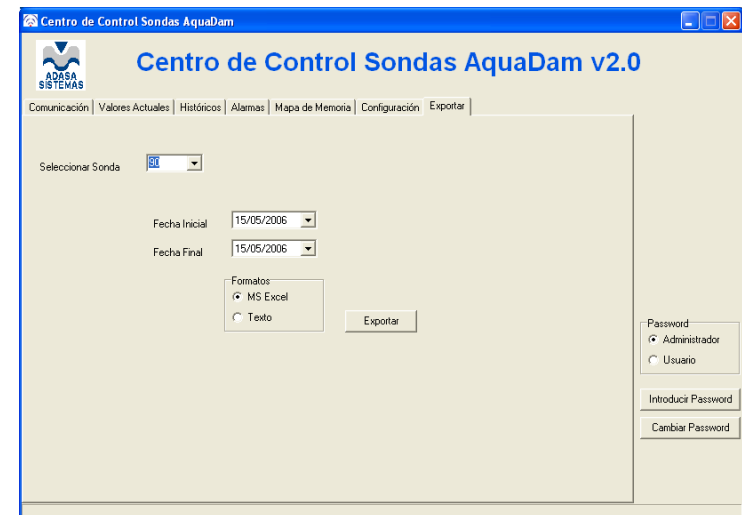 Centro de Control Sondas AquaDam
ADASA
SISTEMAS
Centro de Control Sondas AquaDam v2.0
Comunicación Valores Actuales Históricos Alarmas Mapa de Memoria Configuración Exportar
Seleccionar Sonda 90
Fecha Inicial 15/05/2006
Fecha Final 15/05/2006
Formatos
MS Excel
Texto
Exportar
Password
Administrador
Usuario
Introducir Password
Cambiar Password